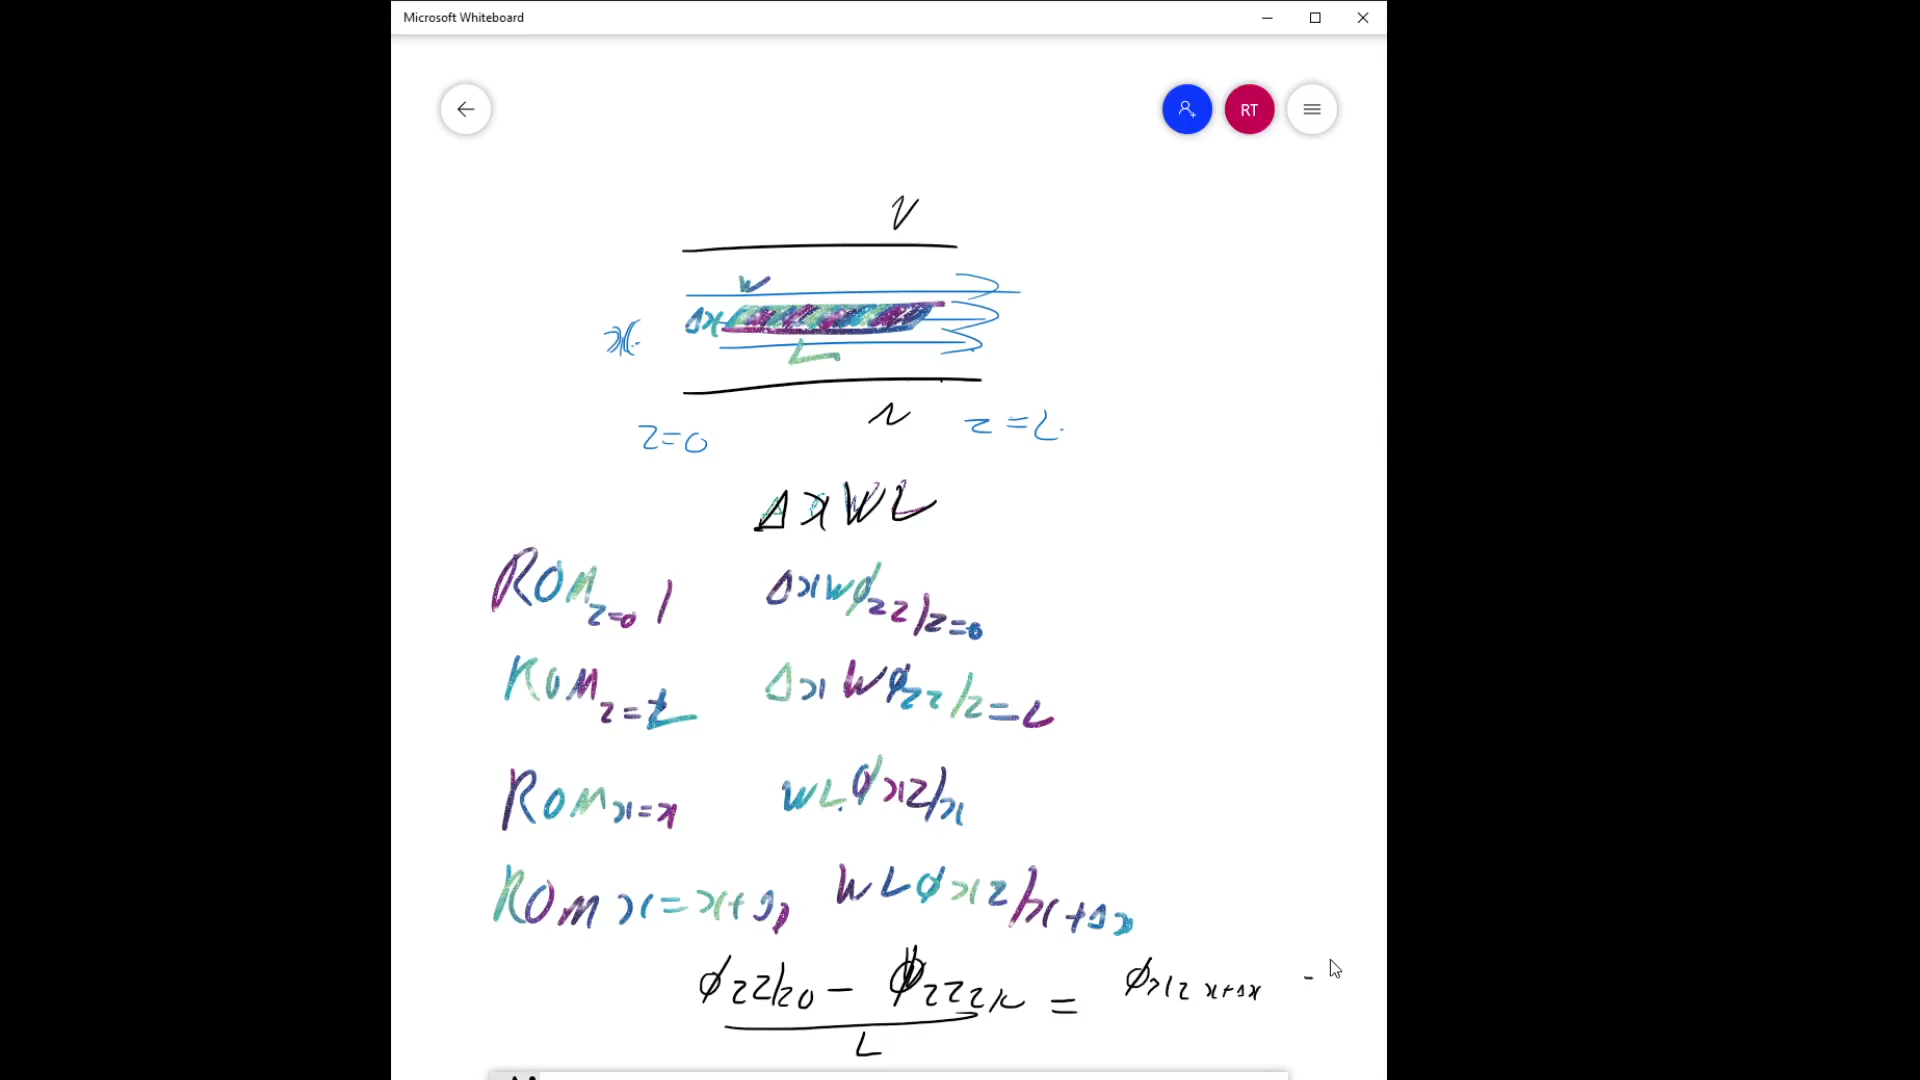 Microsoft Whiteboard
RT
V
W
Δx
x
L
z=0
z=L
ΔxWL
ROM z=0 | ΔxWϕzz|z=0
ROM z=L ΔxWϕzz|z=L
ROM x=x WLϕxz|x
ROM x=x+Δx WLϕxz|x+Δx
ϕzz|z0 - ϕzz z|L = ϕxz x+Δx -
L